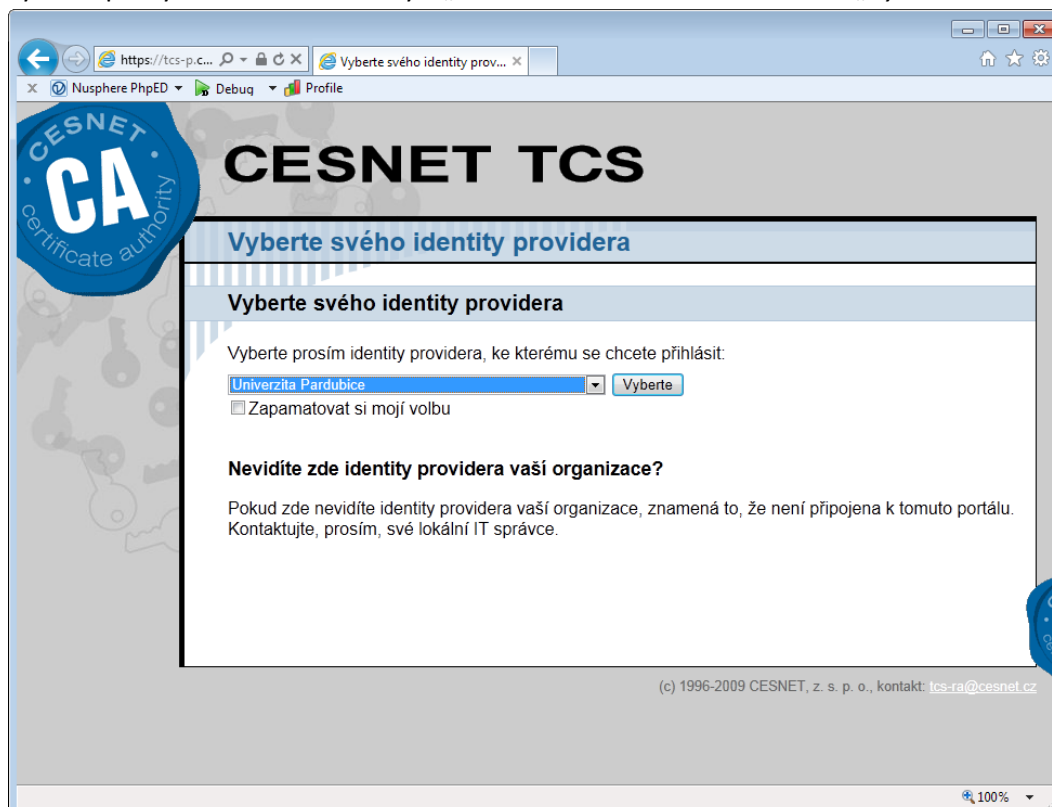 https://tcs-p.c...
Vyberte svého identity prov...
Nusphere PhpED
Debug
Profile
CESNET
CA
certificate authority
CESNET TCS
Vyberte svého identity providera
Vyberte svého identity providera
Vyberte prosím identity providera, ke kterému se chcete přihlásit:
Univerzita Pardubice
Vyberte
Zapamatovat si mojí volbu
Nevidíte zde identity providera vaší organizace?
Pokud zde nevidíte identity providera vaší organizace, znamená to, že není připojena k tomuto portálu.
Kontaktujte, prosím, své lokální IT správce.
(c) 1996-2009 CESNET, z. s. p. o., kontakt: tcs-ra@cesnet.cz
100%